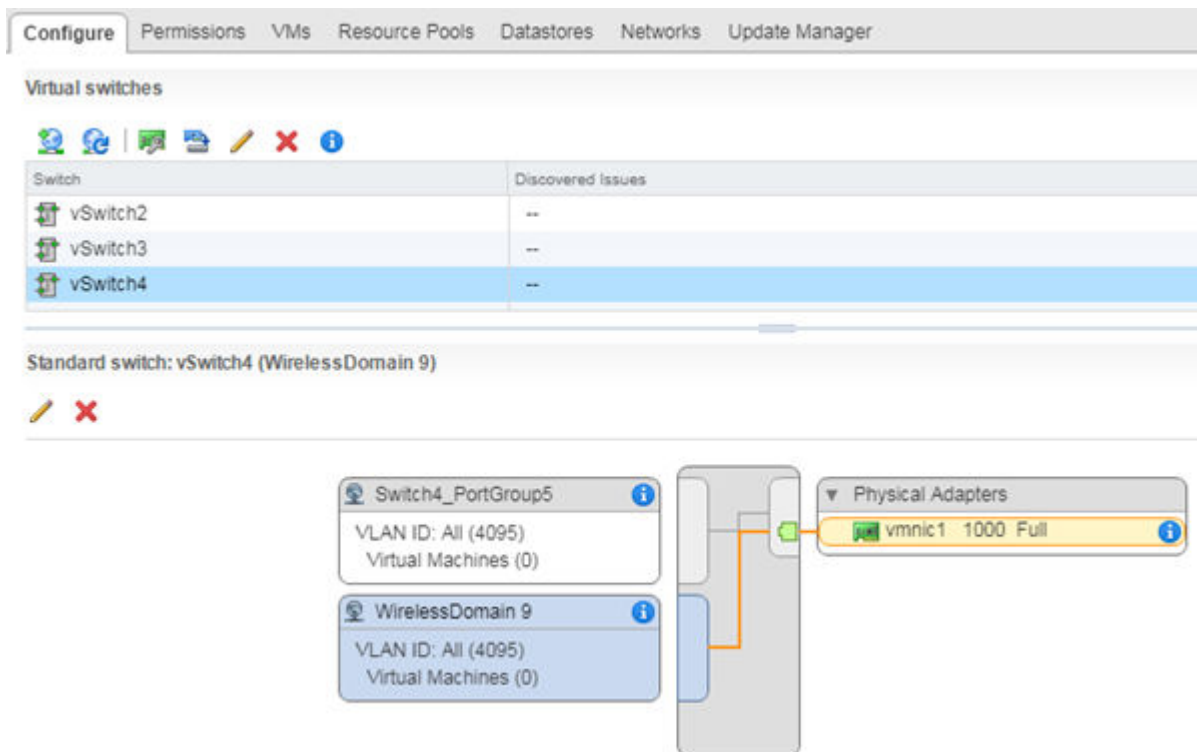 Configure Permissions VMs Resource Pools Datastores Networks Update Manager
Virtual switches
Switch Discovered Issues
vSwitch2 --
vSwitch3 --
vSwitch4 --
Standard switch: vSwitch4 (WirelessDomain 9)
Switch4_PortGroup5
VLAN ID: All (4095)
Virtual Machines (0)
WirelessDomain 9
VLAN ID: All (4095)
Virtual Machines (0)
Physical Adapters
vmnic1 1000 Full